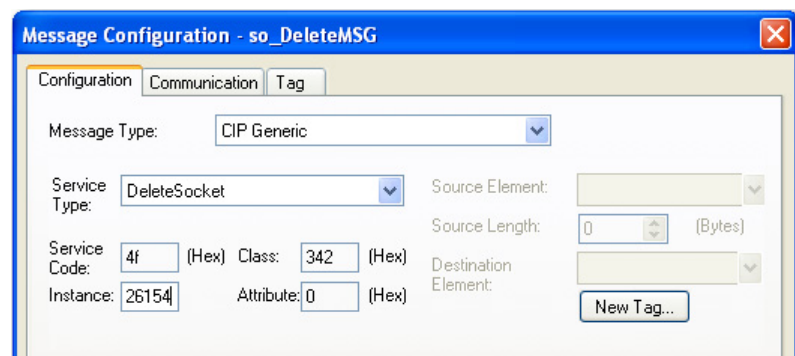 Message Configuration - so_DeleteMSG
Configuration Communication Tag
Message Type: CIP Generic
Service Type: DeleteSocket
Source Element:
Source Length: 0 (Bytes)
Service Code: 4f (Hex) Class: 342 (Hex)
Destination Element:
Instance: 26154 Attribute: 0 (Hex)
New Tag...